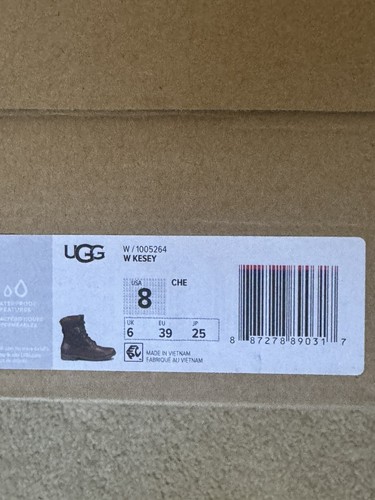 UGG
W / 1005264
W KESEY
USA
8
CHE
UK EU JP
6 39 25
MADE IN VIETNAM
FABRIQUÉ AU VIETNAM
8 87278 89031 7
FEATURES